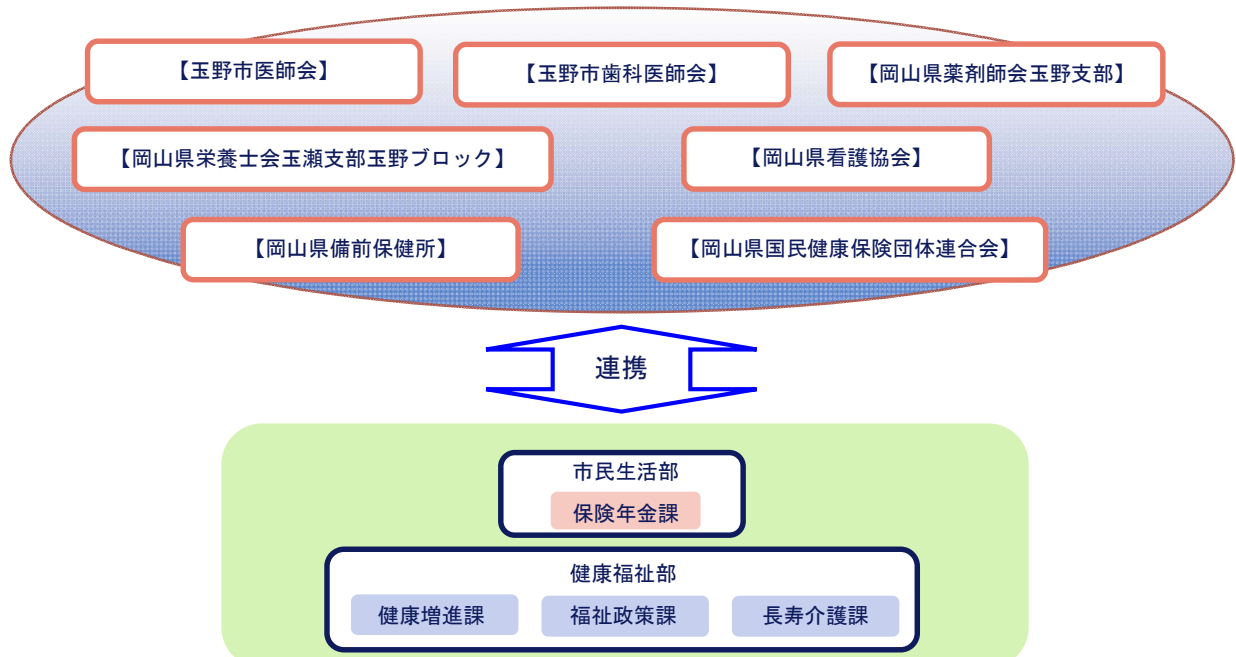 【玉野市医師会】
【玉野市歯科医師会】
【岡山県薬剤師会玉野支部】
【岡山県栄養士会玉瀬支部玉野ブロック】
【岡山県看護協会】
【岡山県備前保健所】
【岡山県国民健康保険団体連合会】
連携
市民生活部
保険年金課
健康福祉部
健康増進課
福祉政策課
長寿介護課